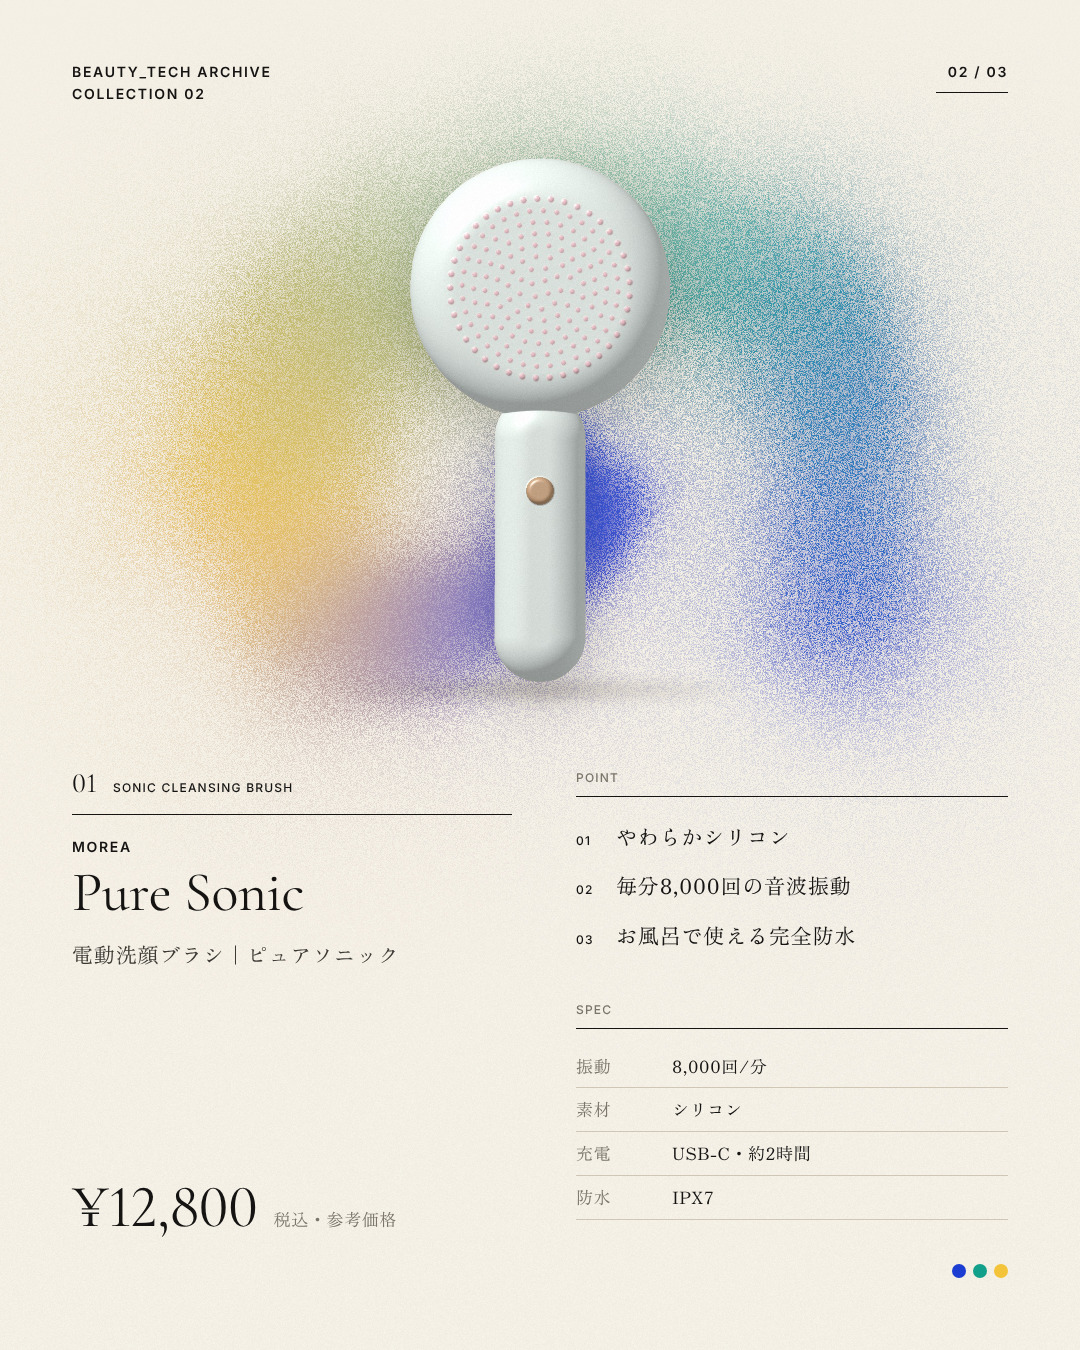 BEAUTY_TECH ARCHIVE
COLLECTION 02
02 / 03
01 SONIC CLEANSING BRUSH
MOREA
Pure Sonic
電動洗顔ブラシ｜ピュアソニック
¥12,800 税込・参考価格
POINT
01 やわらかシリコン
02 毎分8,000回の音波振動
03 お風呂で使える完全防水
SPEC
振動 8,000回/分
素材 シリコン
充電 USB-C・約2時間
防水 IPX7